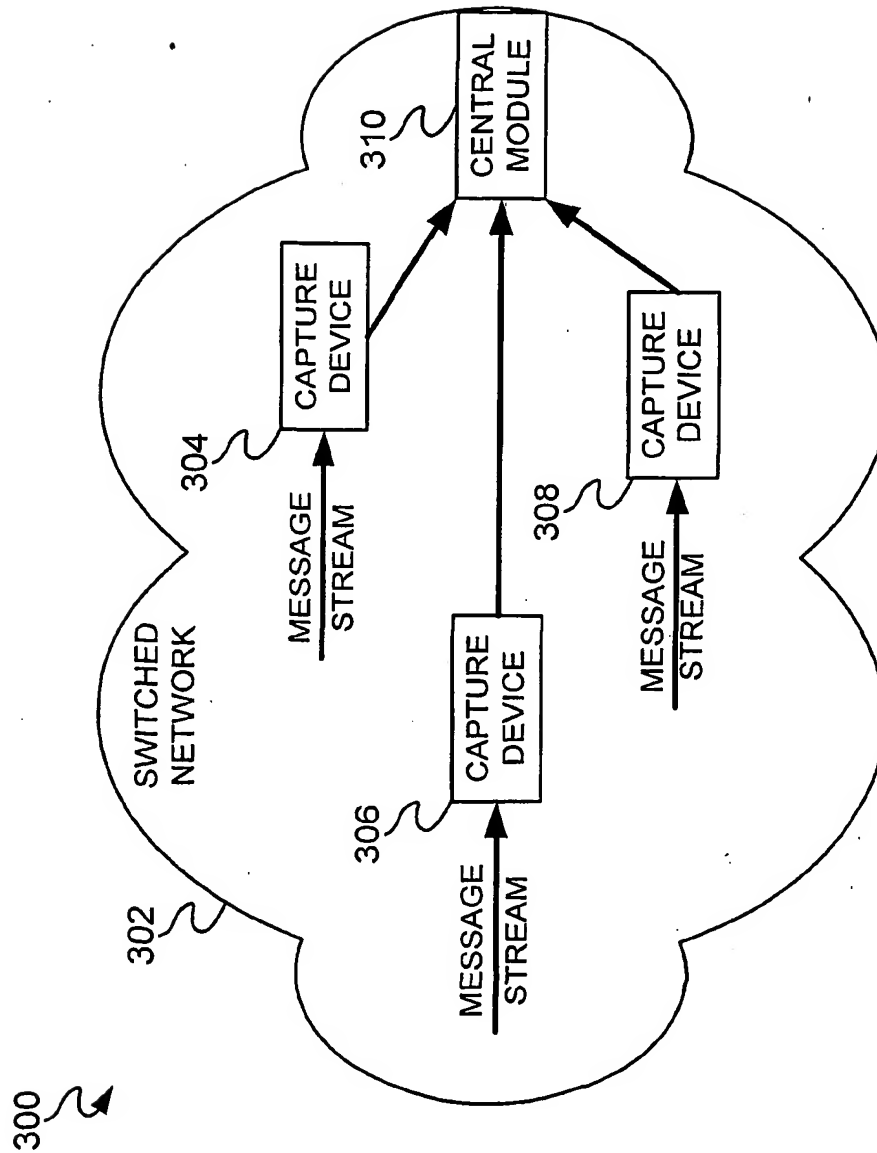 300
302
SWITCHED
NETWORK
MESSAGE
STREAM
304
CAPTURE
DEVICE
310
CENTRAL
MODULE
MESSAGE
STREAM
306
CAPTURE
DEVICE
MESSAGE
STREAM
308
CAPTURE
DEVICE